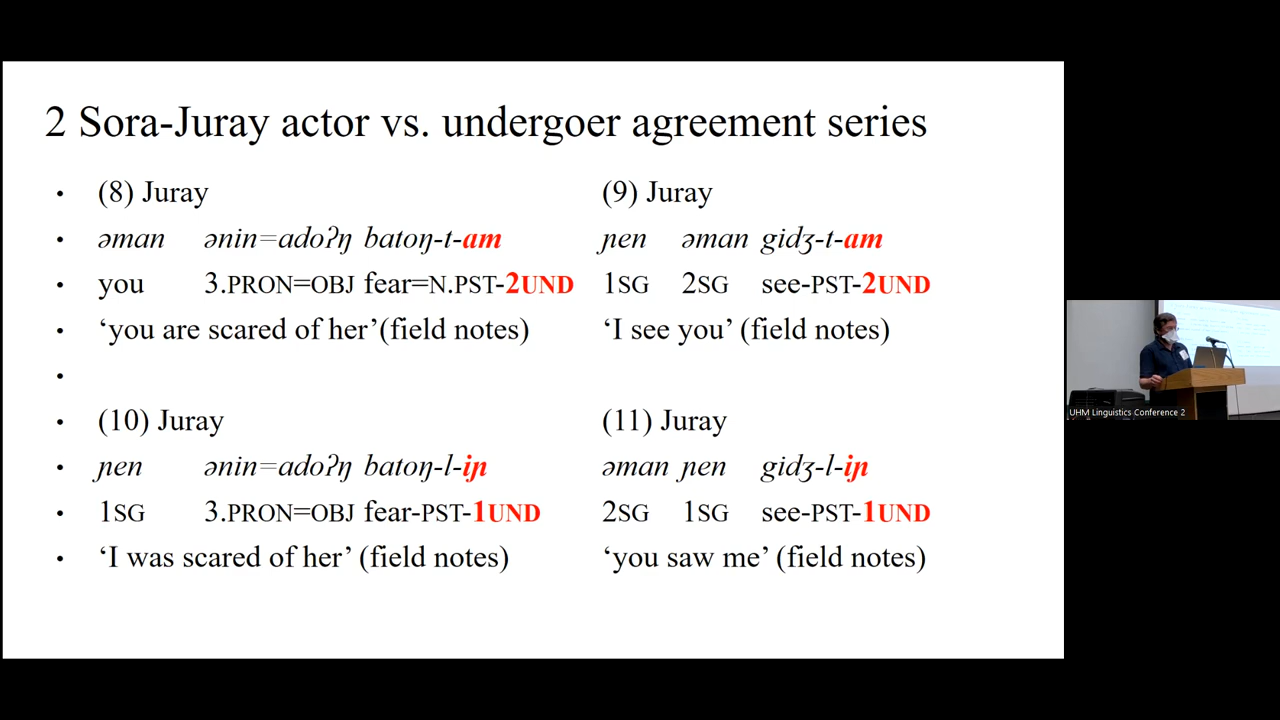 2 Sora-Juray actor vs. undergoer agreement series
• (8) Juray (9) Juray
• əman ənin=adoʔŋ batoŋ-t-am ɲen əman gidʒ-t-am
• you 3.PRON=OBJ fear=N.PST-2UND 1SG 2SG see-PST-2UND
• ‘you are scared of her’(field notes) ‘I see you’ (field notes)
•
• (10) Juray (11) Juray
• ɲen ənin=adoʔŋ batoŋ-l-iɲ əman ɲen gidʒ-l-iɲ
• 1SG 3.PRON=OBJ fear-PST-1UND 2SG 1SG see-PST-1UND
• ‘I was scared of her’ (field notes) ‘you saw me’ (field notes)
UHM Linguistics Conference 2